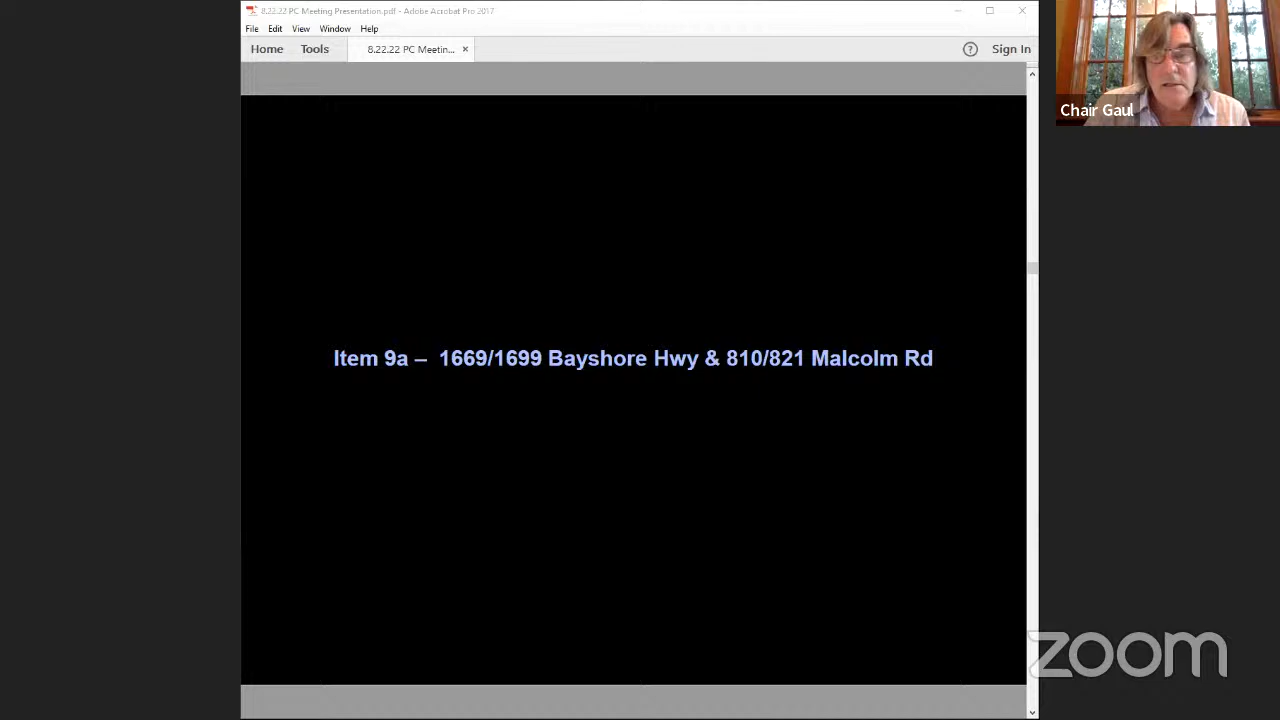 8.22.22 PC Meeting Presentation.pdf - Adobe Acrobat Pro 2017
File Edit View Window Help
Home Tools 8.22.22 PC Meetin... × ? Sign In
Chair Gaul
Item 9a – 1669/1699 Bayshore Hwy & 810/821 Malcolm Rd
zoom